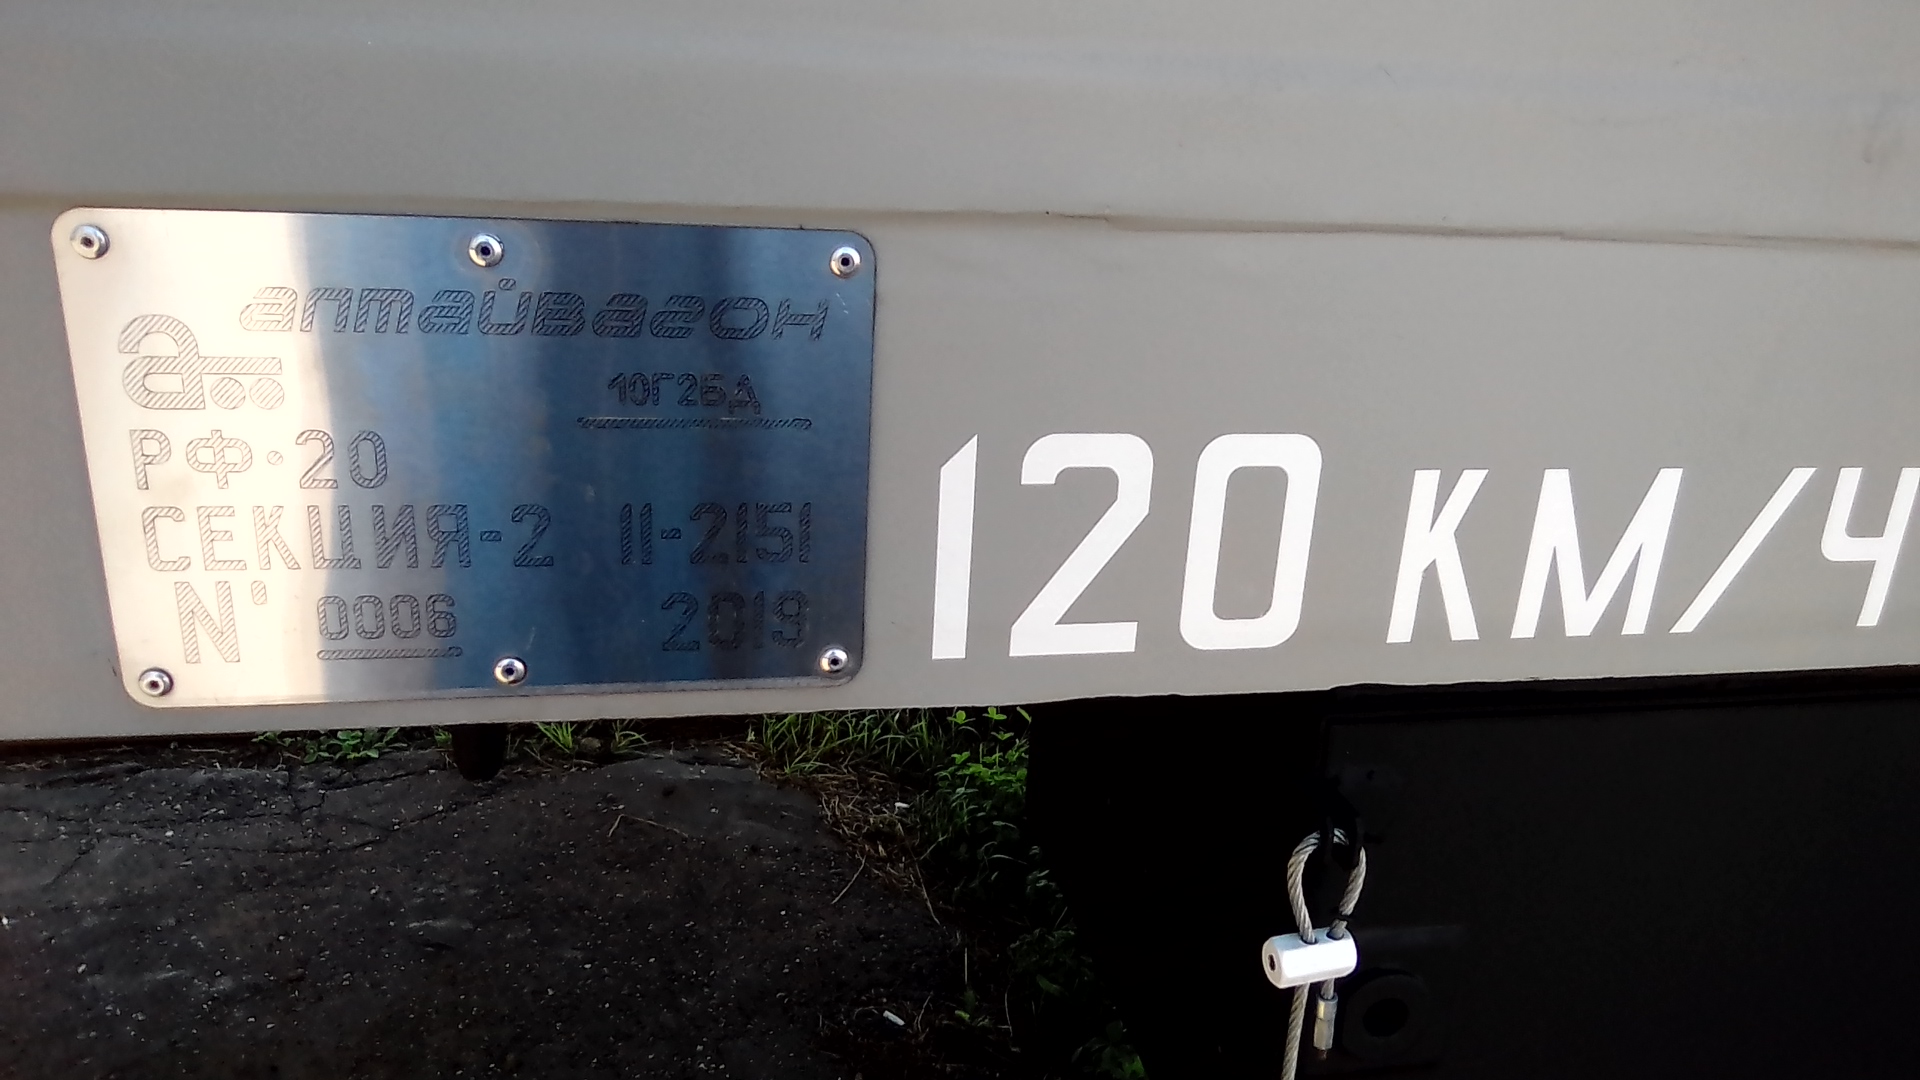 алтайвагон
10Г2БД
РФ·20
СЕКЦИЯ-2 11-2151
N° 0006 2019
120 КМ/Ч